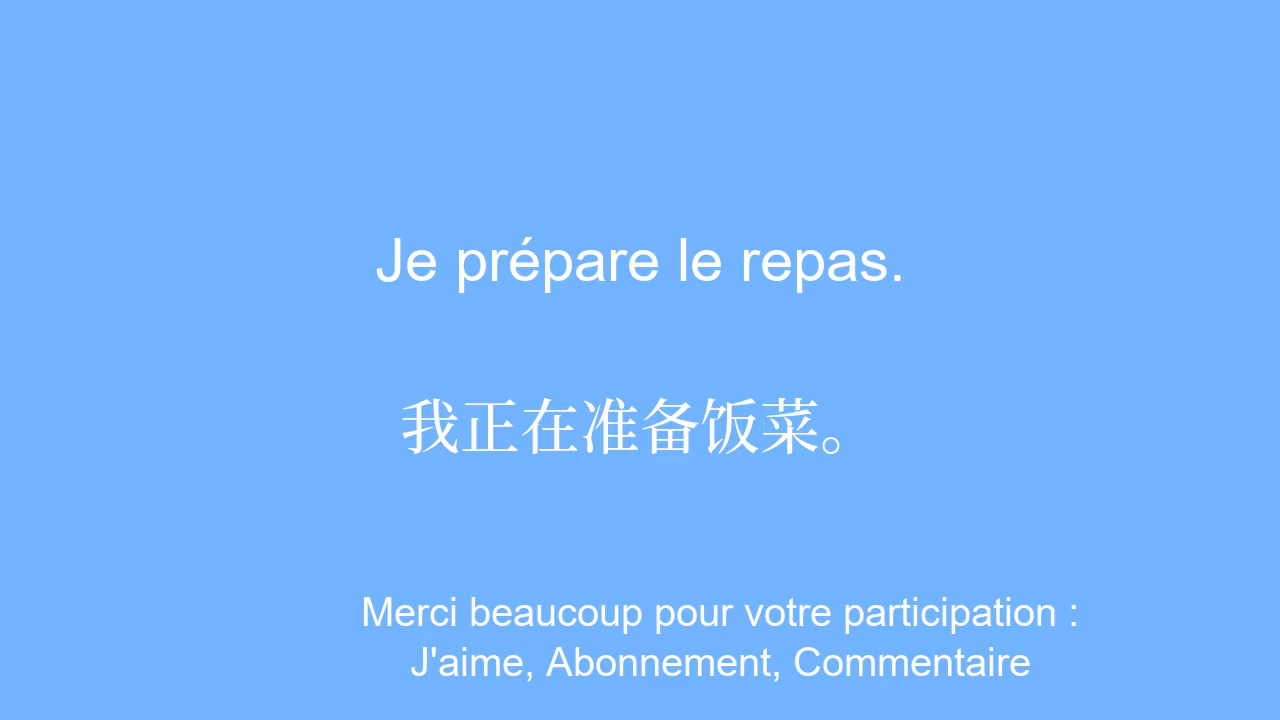 Je prépare le repas.
我正在准备饭菜。
Merci beaucoup pour votre participation :
J'aime, Abonnement, Commentaire